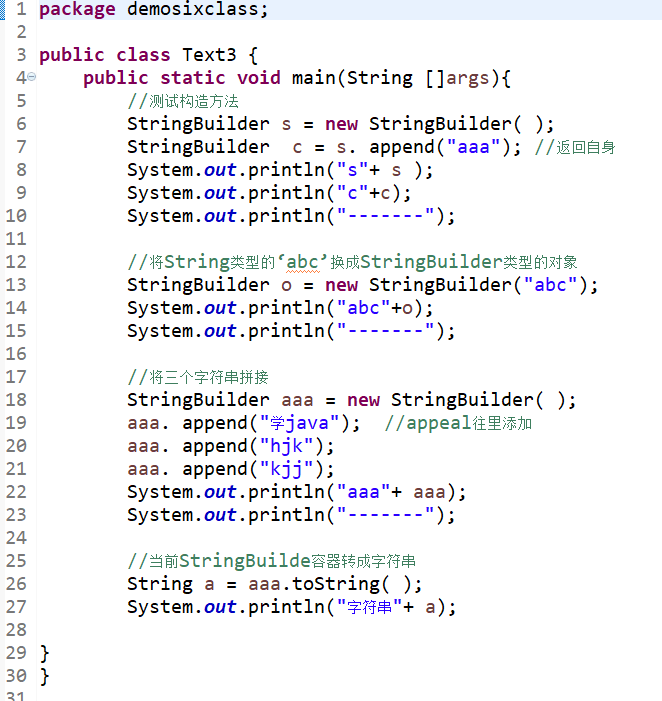 1 package demosixclass;
2
3 public class Text3 {
4 public static void main(String []args){
5 //测试构造方法
6 StringBuilder s = new StringBuilder( );
7 StringBuilder  c = s. append("aaa"); //返回自身
8 System.out.println("s"+ s );
9 System.out.println("c"+c);
10 System.out.println("-------");
11
12 //将String类型的‘abc’换成StringBuilder类型的对象
13 StringBuilder o = new StringBuilder("abc");
14 System.out.println("abc"+o);
15 System.out.println("-------");
16
17 //将三个字符串拼接
18 StringBuilder aaa = new StringBuilder( );
19 aaa. append("学java");  //appeal往里添加
20 aaa. append("hjk");
21 aaa. append("kjj");
22 System.out.println("aaa"+ aaa);
23 System.out.println("-------");
24
25 //当前StringBuilde容器转成字符串
26 String a = aaa.toString( );
27 System.out.println("字符串"+ a);
28
29 }
30 }
31